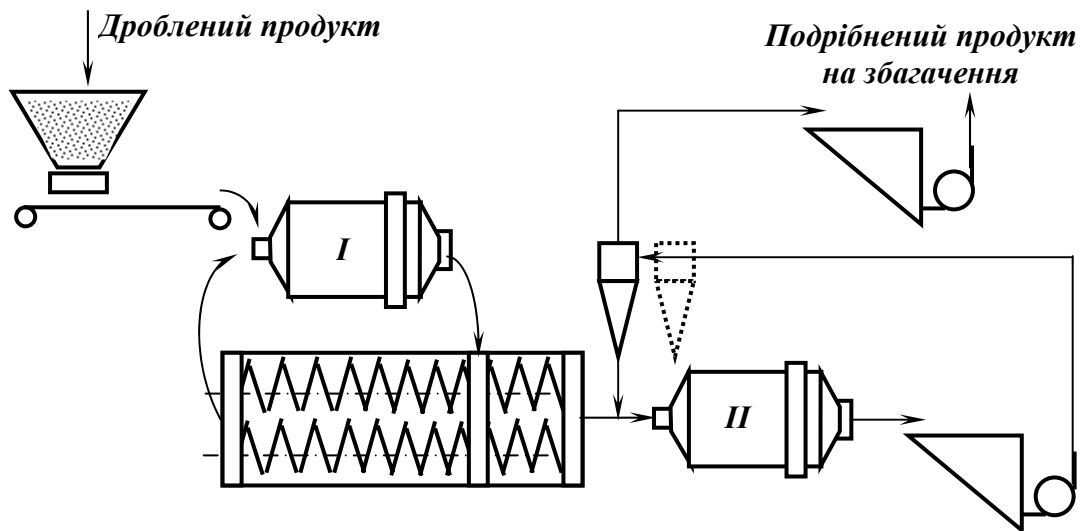 Дроблений продукт
Подрібнений продукт
на збагачення
I
II